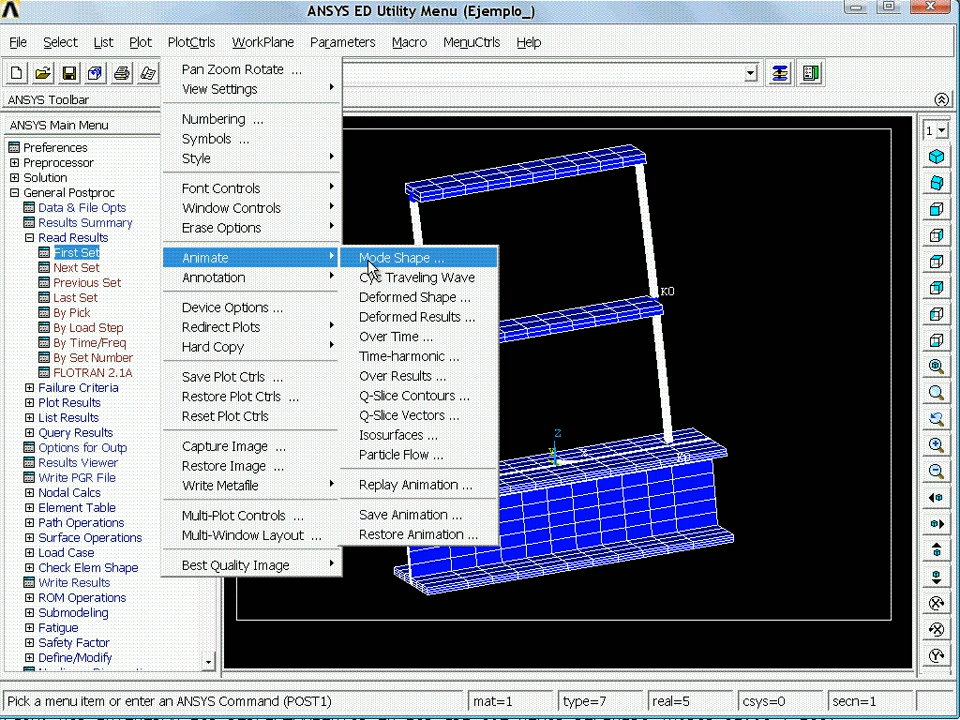 ANSYS ED Utility Menu (Ejemplo_)
File Select List Plot PlotCtrls WorkPlane Parameters Macro MenuCtrls Help
ANSYS Toolbar
ANSYS Main Menu
Preferences
Preprocessor
Solution
General Postproc
Data & File Opts
Results Summary
Read Results
First Set
Next Set
Previous Set
Last Set
By Pick
By Load Step
By Time/Freq
By Set Number
FLOTRAN 2.1A
Failure Criteria
Plot Results
List Results
Query Results
Options for Outp
Results Viewer
Write PGR File
Nodal Calcs
Element Table
Path Operations
Surface Operations
Load Case
Check Elem Shape
Write Results
ROM Operations
Submodeling
Fatigue
Safety Factor
Define/Modify
Pan Zoom Rotate ...
View Settings
Numbering ...
Symbols ...
Style
Font Controls
Window Controls
Erase Options
Animate
Annotation
Device Options ...
Redirect Plots
Hard Copy
Save Plot Ctrls ...
Restore Plot Ctrls ...
Reset Plot Ctrls
Capture Image ...
Restore Image ...
Write Metafile
Multi-Plot Controls ...
Multi-Window Layout ...
Best Quality Image
Mode Shape ...
Cyc Traveling Wave
Deformed Shape ...
Deformed Results ...
Over Time ...
Time-harmonic ...
Over Results ...
Q-Slice Contours ...
Q-Slice Vectors ...
Isosurfaces ...
Particle Flow ...
Replay Animation ...
Save Animation ...
Restore Animation ...
K0
Z
1
Pick a menu item or enter an ANSYS Command (POST1) mat=1 type=7 real=5 csys=0 secn=1